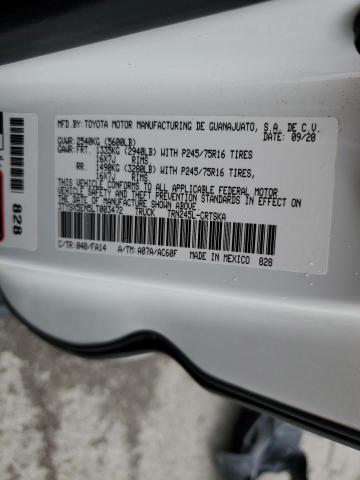 MFD.BY:TOYOTA MOTOR MANUFACTURING DE GUANAJUATO, S.A. DE C.V.
DATE: 09/20
GVWR: 2540KG (5600LB)
GAWR: FRT. 1335KG (2940LB) WITH P245/75R16 TIRES
16X7J RIMS
RR. 1490KG (3280LB) WITH P245/75R16 TIRES,
16X7J RIMS
THIS VEHICLE CONFORMS TO ALL APPLICABLE FEDERAL MOTOR
VEHICLE SAFETY AND THEFT PREVENTION STANDARDS IN EFFECT ON
THE DATE OF MANUFACTURE SHOWN ABOVE.
TRUCK TRN245L-CRTSKA
C/TR: 040/FA14 A/TM: A07A/AC60F MADE IN MEXICO 828
828